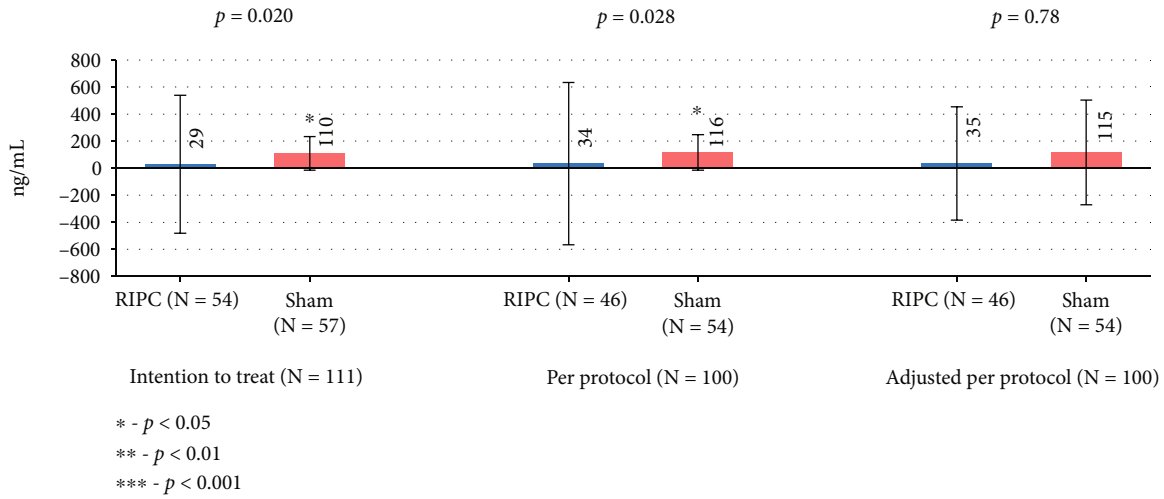 p = 0.020
p = 0.028
p = 0.78
ng/mL
800
600
400
200
0
–200
–400
–600
–800
29
*
110
34
*
116
35
115
RIPC (N = 54)
Sham
(N = 57)
RIPC (N = 46)
Sham
(N = 54)
RIPC (N = 46)
Sham
(N = 54)
Intention to treat (N = 111)
Per protocol (N = 100)
Adjusted per protocol (N = 100)
* - p < 0.05
** - p < 0.01
*** - p < 0.001